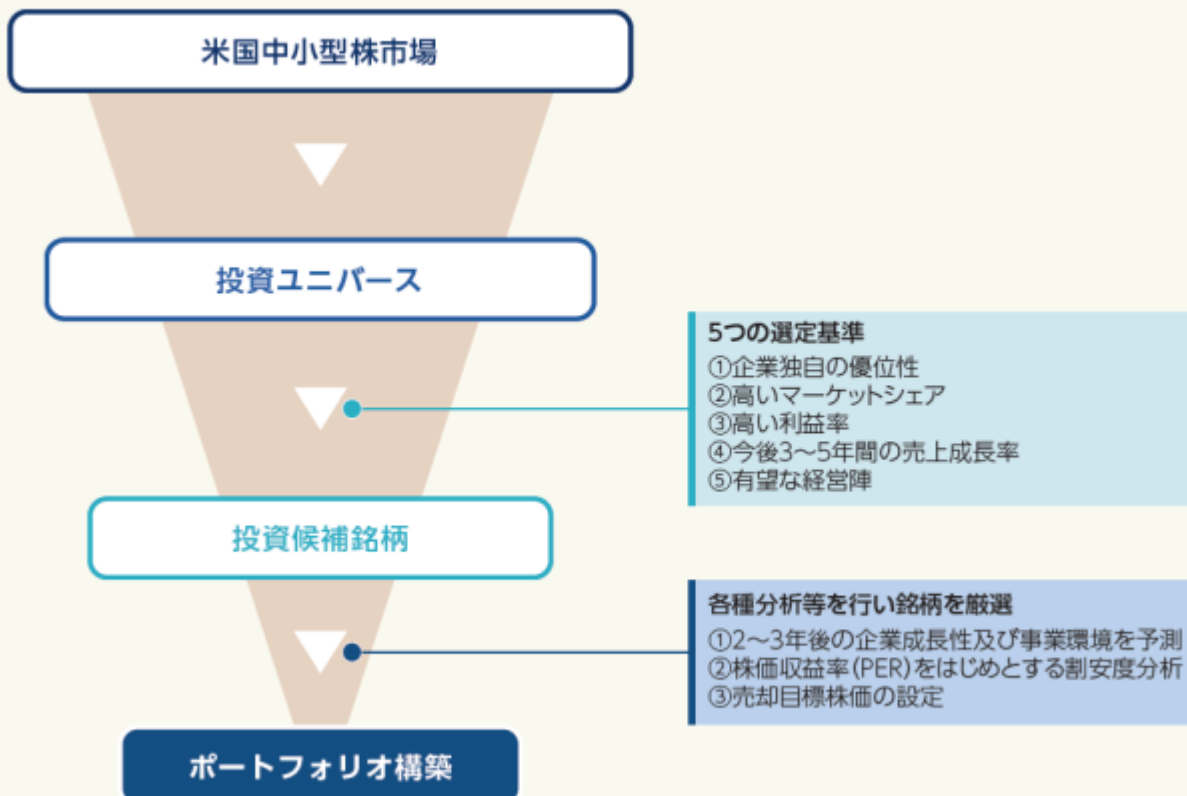 米国中小型株市場
投資ユニバース
5つの選定基準
①企業独自の優位性
②高いマーケットシェア
③高い利益率
④今後3～5年間の売上成長率
⑤有望な経営陣
投資候補銘柄
各種分析等を行い銘柄を厳選
①2～3年後の企業成長性及び事業環境を予測
②株価収益率(PER)をはじめとする割安度分析
③売却目標株価の設定
ポートフォリオ構築